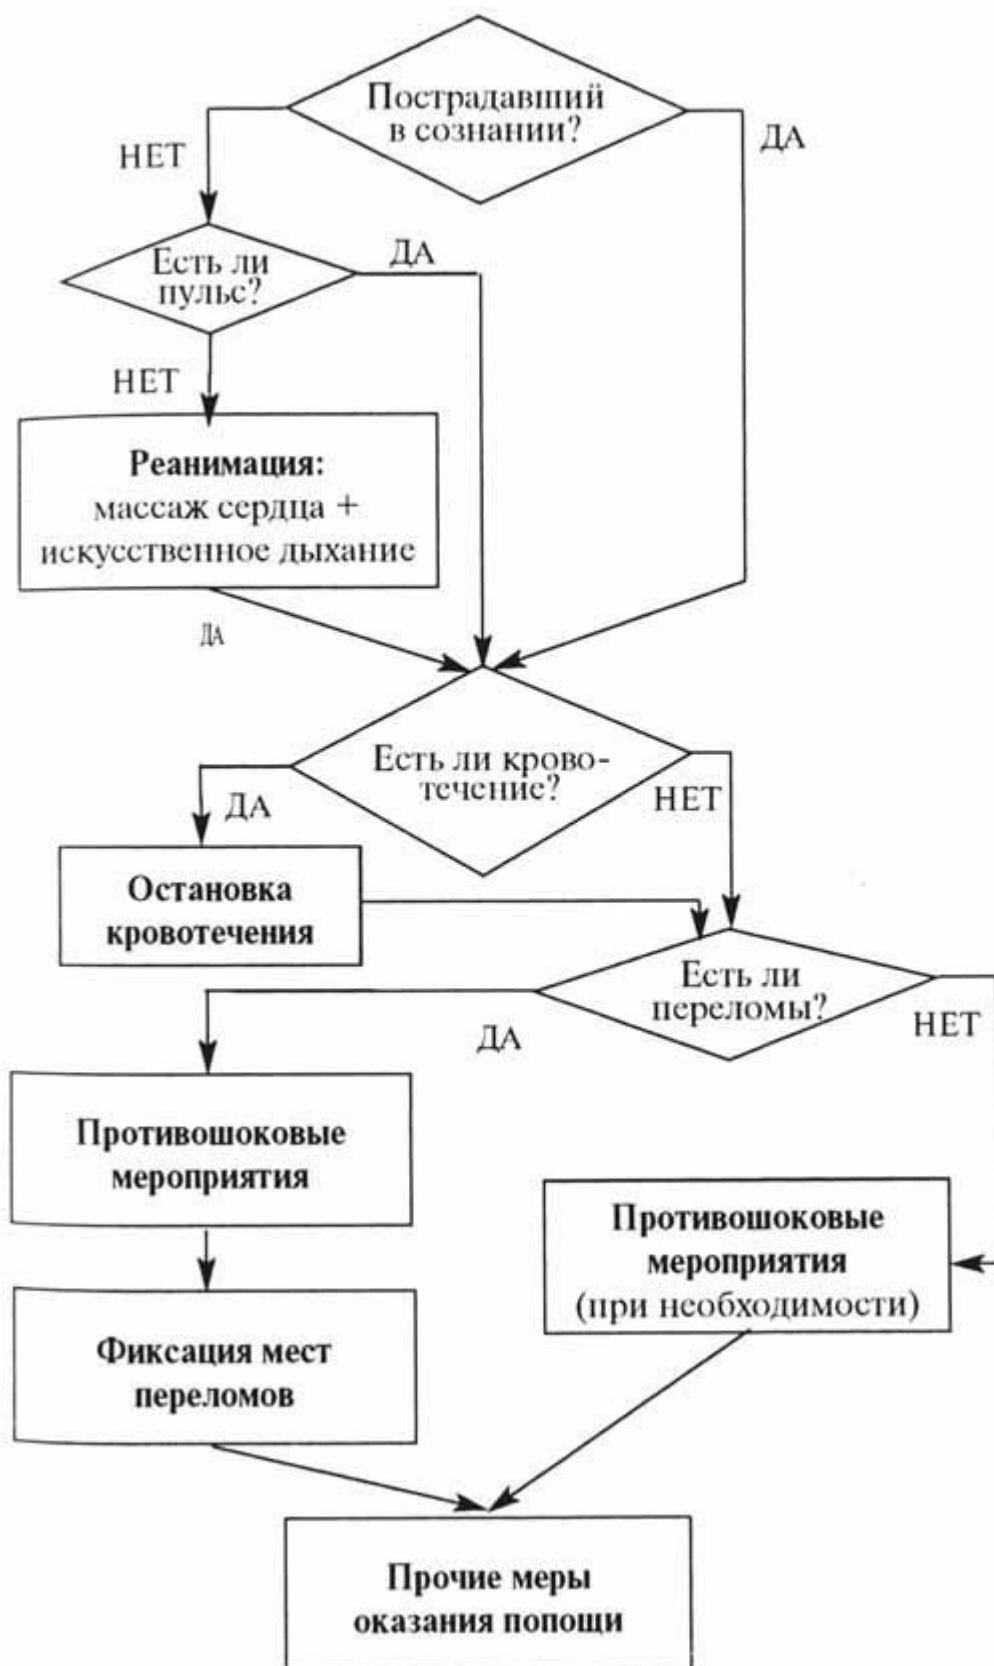 Пострадавший
в сознании?
НЕТ
ДА
Есть ли
пульс?
ДА
НЕТ
Реанимация:
массаж сердца +
искусственное дыхание
ДА
Есть ли крово-
течение?
ДА
НЕТ
Остановка
кровотечения
Есть ли
переломы?
ДА
НЕТ
Противошоковые
мероприятия
Противошоковые
мероприятия
(при необходимости)
Фиксация мест
переломов
Прочие меры
оказания попощи